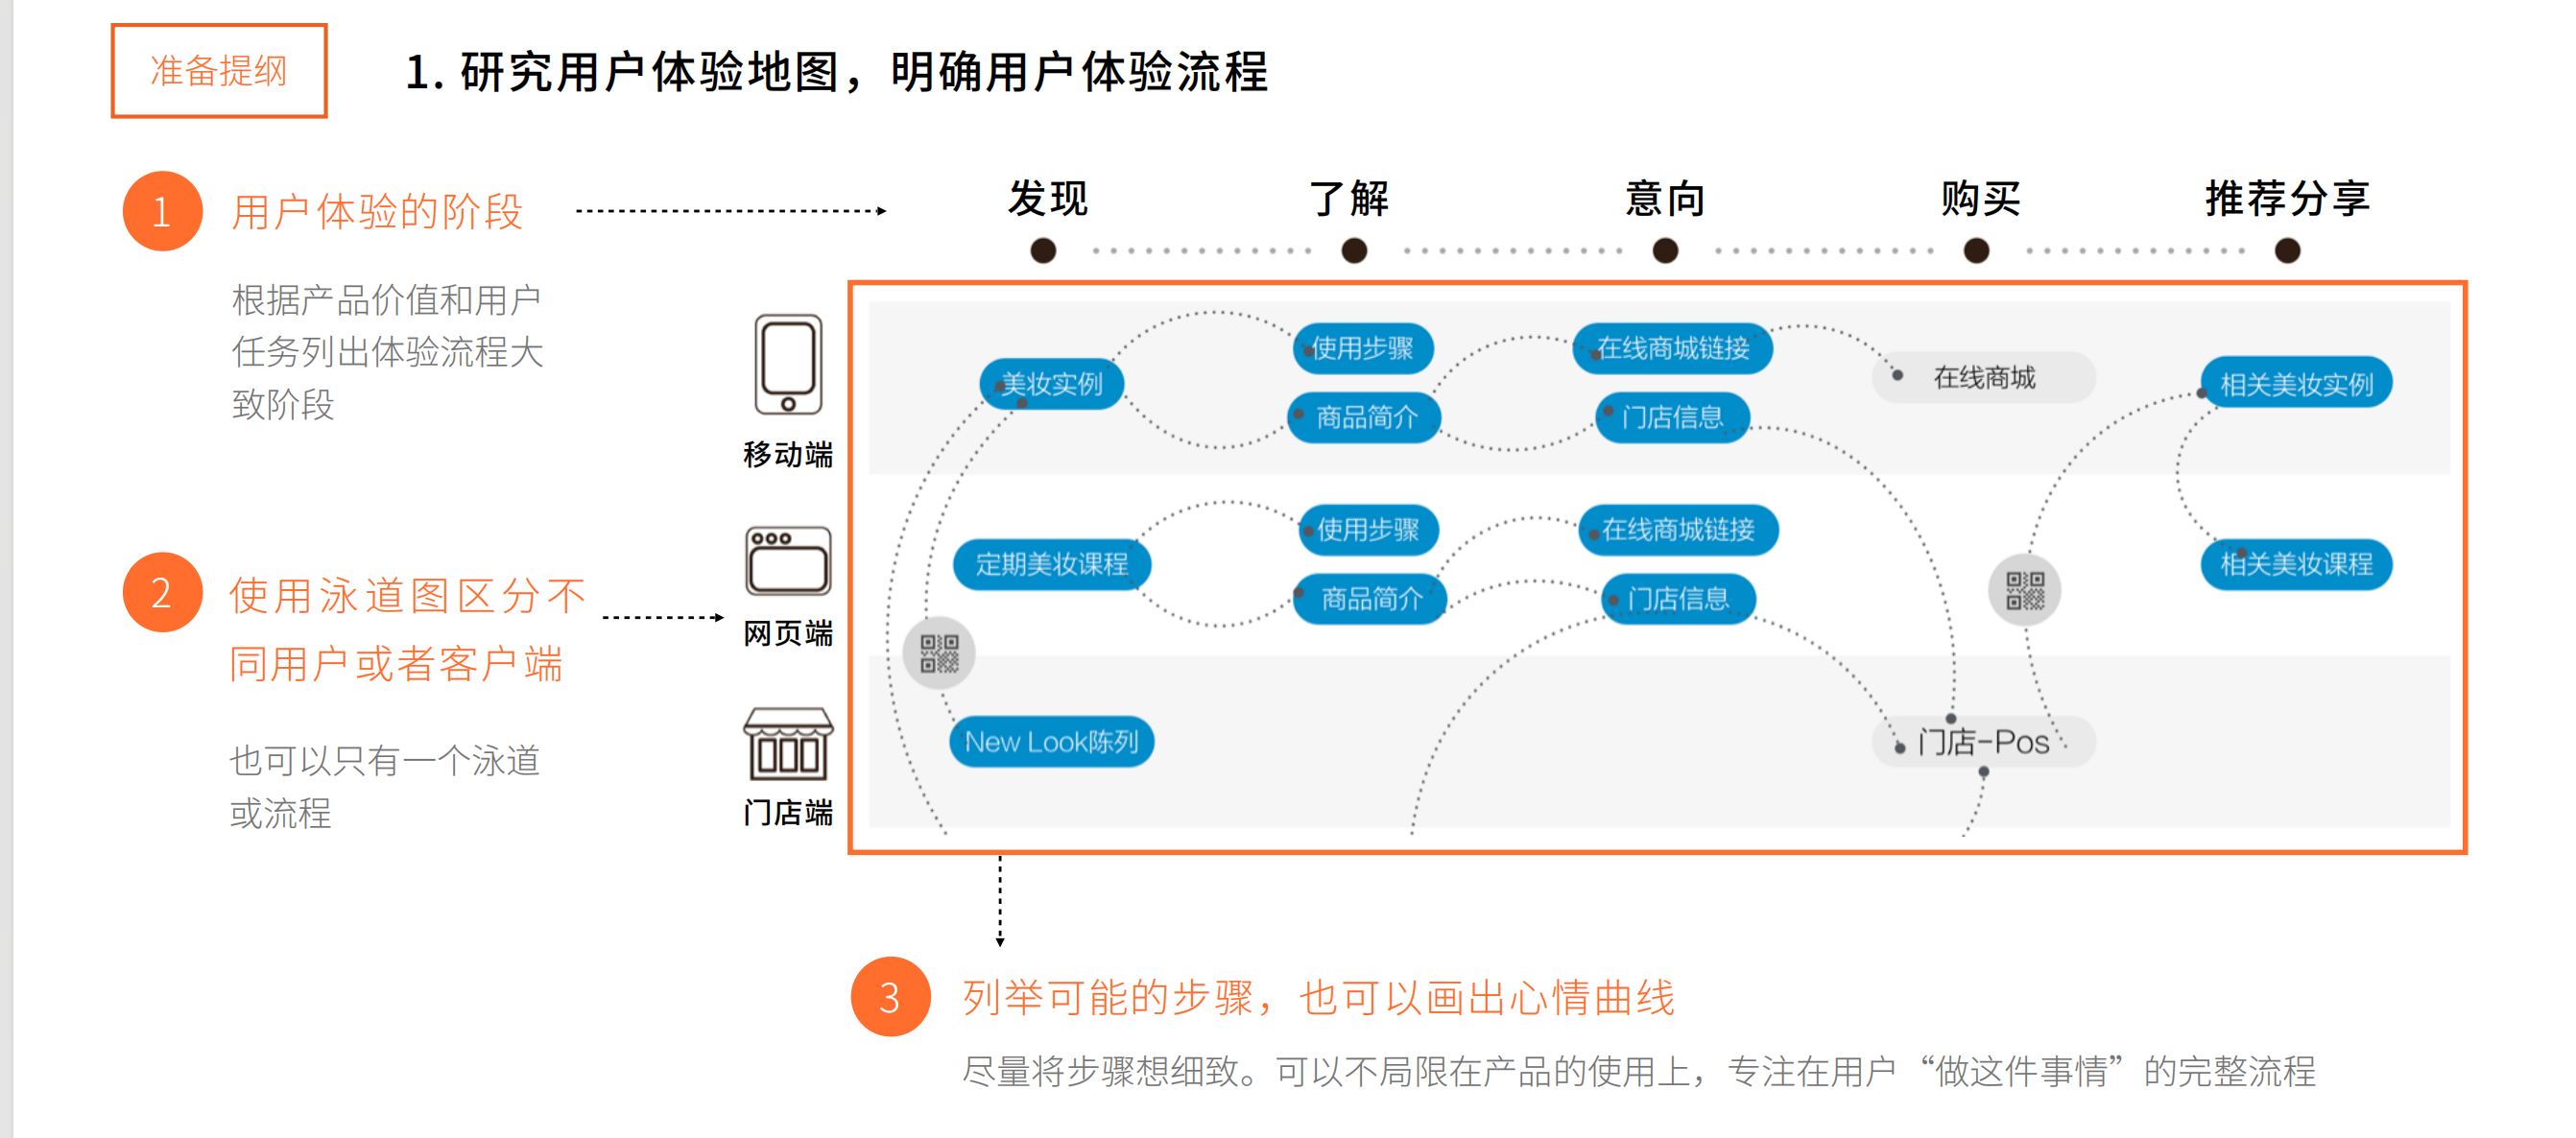 准备提纲
1. 研究用户体验地图，明确用户体验流程
1
用户体验的阶段
根据产品价值和用户
任务列出体验流程大
致阶段
2
使用泳道图区分不
同用户或者客户端
也可以只有一个泳道
或流程
发现 了解 意向 购买 推荐分享
移动端
美妆实例
使用步骤
商品简介
在线商城链接
门店信息
在线商城
相关美妆实例
网页端
定期美妆课程
使用步骤
商品简介
在线商城链接
门店信息
相关美妆课程
门店端
New Look陈列
门店-Pos
3
列举可能的步骤，也可以画出心情曲线
尽量将步骤想细致。可以不局限在产品的使用上，专注在用户“做这件事情”的完整流程